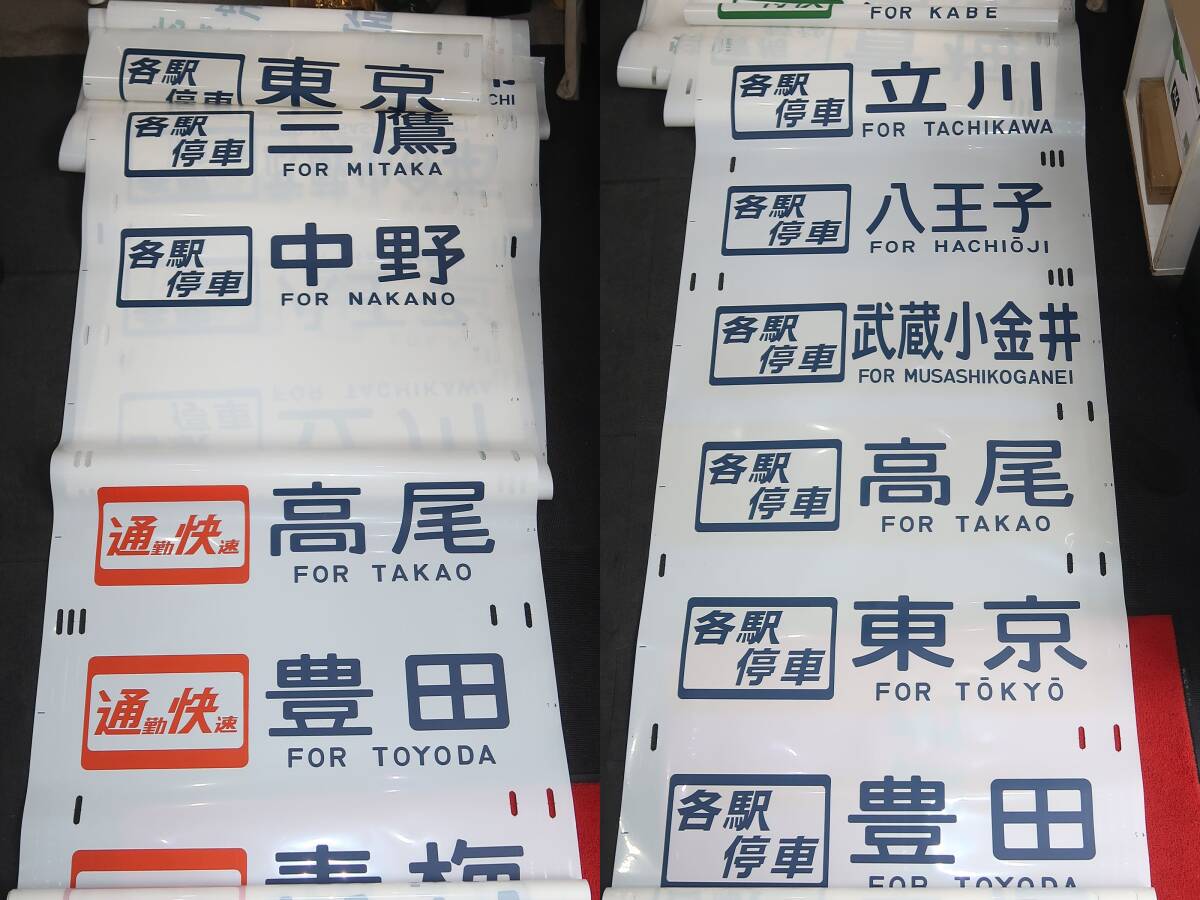 各駅停車 東京
各駅停車 三鷹
FOR MITAKA
各駅停車 中野
FOR NAKANO
通勤快速 高尾
FOR TAKAO
通勤快速 豊田
FOR TOYODA
青梅
CHI
FOR KABE
各駅停車 立川
FOR TACHIKAWA
各駅停車 八王子
FOR HACHIŌJI
各駅停車 武蔵小金井
FOR MUSASHIKOGANEI
各駅停車 高尾
FOR TAKAO
各駅停車 東京
FOR TŌKYŌ
各駅停車 豊田
FOR TOYODA